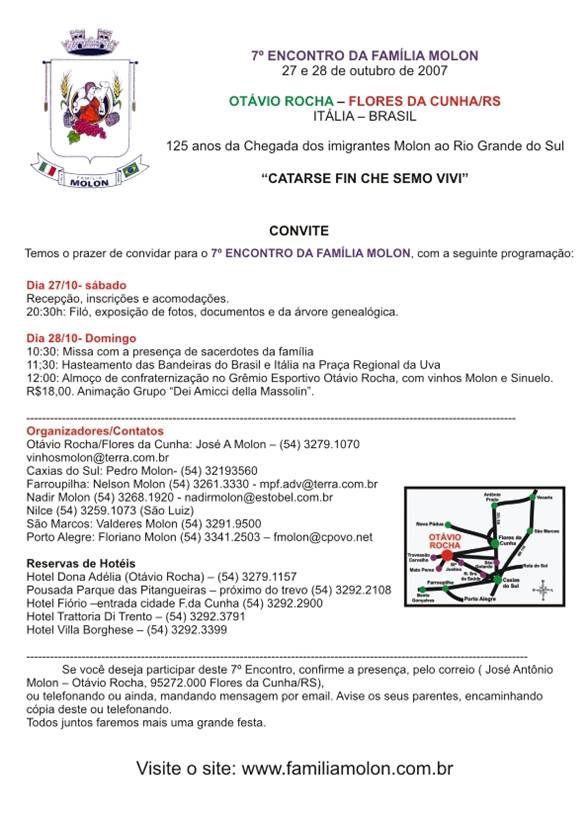 7º ENCONTRO DA FAMÍLIA MOLON
27 e 28 de outubro de 2007
OTÁVIO ROCHA – FLORES DA CUNHA/RS
ITÁLIA – BRASIL
125 anos da Chegada dos imigrantes Molon ao Rio Grande do Sul
“CATARSE FIN CHE SEMO VIVI”
FAMÍLIA
MOLON
CONVITE
Temos o prazer de convidar para o 7º ENCONTRO DA FAMÍLIA MOLON, com a seguinte programação:
Dia 27/10- sábado
Recepção, inscrições e acomodações.
20:30h: Filó, exposição de fotos, documentos e da árvore genealógica.
Dia 28/10- Domingo
10:30: Missa com a presença de sacerdotes da família
11;30: Hasteamento das Bandeiras do Brasil e Itália na Praça Regional da Uva
12:00: Almoço de confraternização no Grêmio Esportivo Otávio Rocha, com vinhos Molon e Sinuelo.
R$18,00. Animação Grupo “Dei Amicci della Massolin”.
Organizadores/Contatos
Otávio Rocha/Flores da Cunha: José A Molon – (54) 3279.1070
vinhosmolon@terra.com.br
Caxias do Sul: Pedro Molon- (54) 32193560
Farroupilha: Nelson Molon (54) 3261.3330 - mpf.adv@terra.com.br
Nadir Molon (54) 3268.1920 - nadirmolon@estobel.com.br
Nilce (54) 3259.1073 (São Luiz)
São Marcos: Valderes Molon (54) 3291.9500
Porto Alegre: Floriano Molon (54) 3341.2503 – fmolon@cpovo.net
Reservas de Hotéis
Hotel Dona Adélia (Otávio Rocha) – (54) 3279.1157
Pousada Parque das Pitangueiras – próximo do trevo (54) 3292.2108
Hotel Fiório –entrada cidade F.da Cunha (54) 3292.2900
Hotel Trattoria Di Trento – (54) 3292.3791
Hotel Villa Borghese – (54) 3292.3399
Antônio
Prado
Vacaria
Nova Pádua
São Marcos
OTÁVIO
ROCHA
Flores da
Cunha
Travessão
Carvalho
Mato Perso
Farroupilha
Bento
Gonçalves
Porto Alegre
Caxias
do Sul
Rota do Sol
Se você deseja participar deste 7º Encontro, confirme a presença, pelo correio ( José Antônio
Molon – Otávio Rocha, 95272.000 Flores da Cunha/RS),
ou telefonando ou ainda, mandando mensagem por email. Avise os seus parentes, encaminhando
cópia deste ou telefonando.
Todos juntos faremos mais uma grande festa.
Visite o site: www.familiamolon.com.br